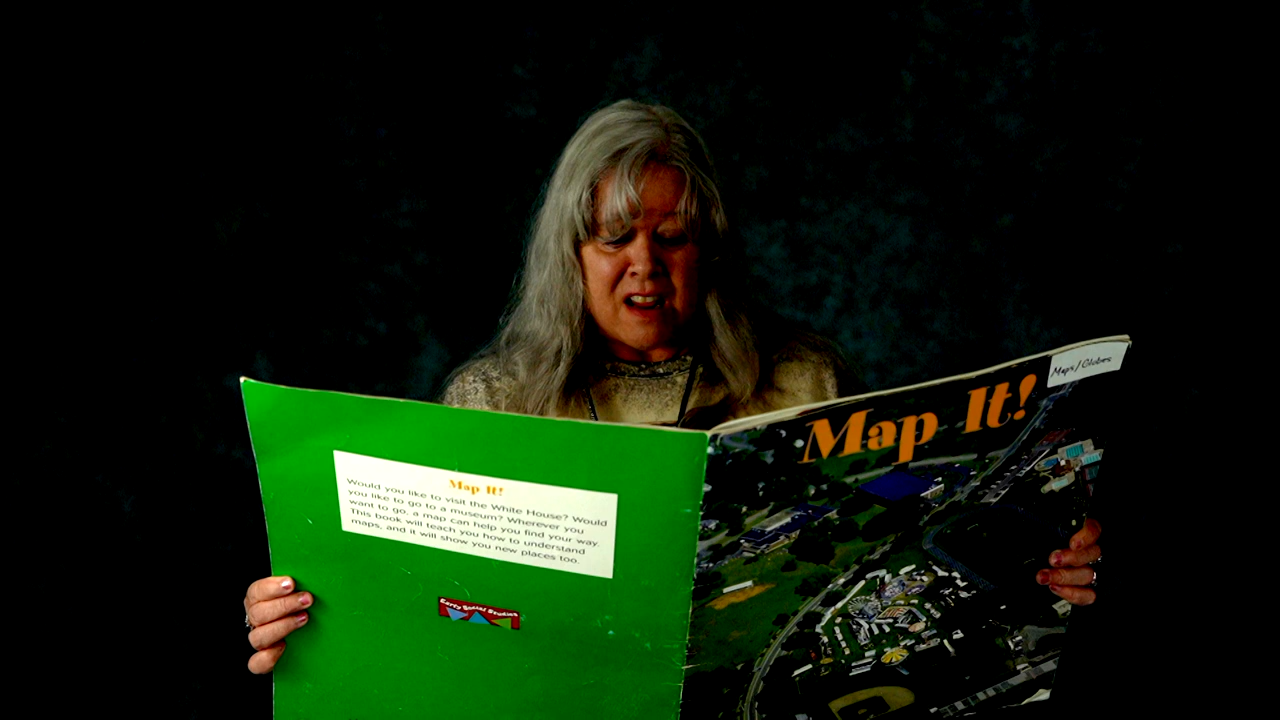 Map It!
Would you like to visit the White House? Would
you like to go to a museum? Wherever you
want to go, a map can help you find your way.
This book will teach you how to understand
maps, and it will show you new places too.
Early Social Studies
Map It!
Maps/Globes